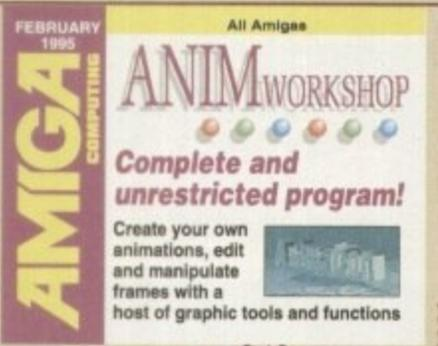 FEBRUARY
1995
AMIGA
COMPUTING
All Amigas
ANIMWORKSHOP
Complete and
unrestricted program!
Create your own
animations, edit
and manipulate
frames with a
host of graphic tools and functions